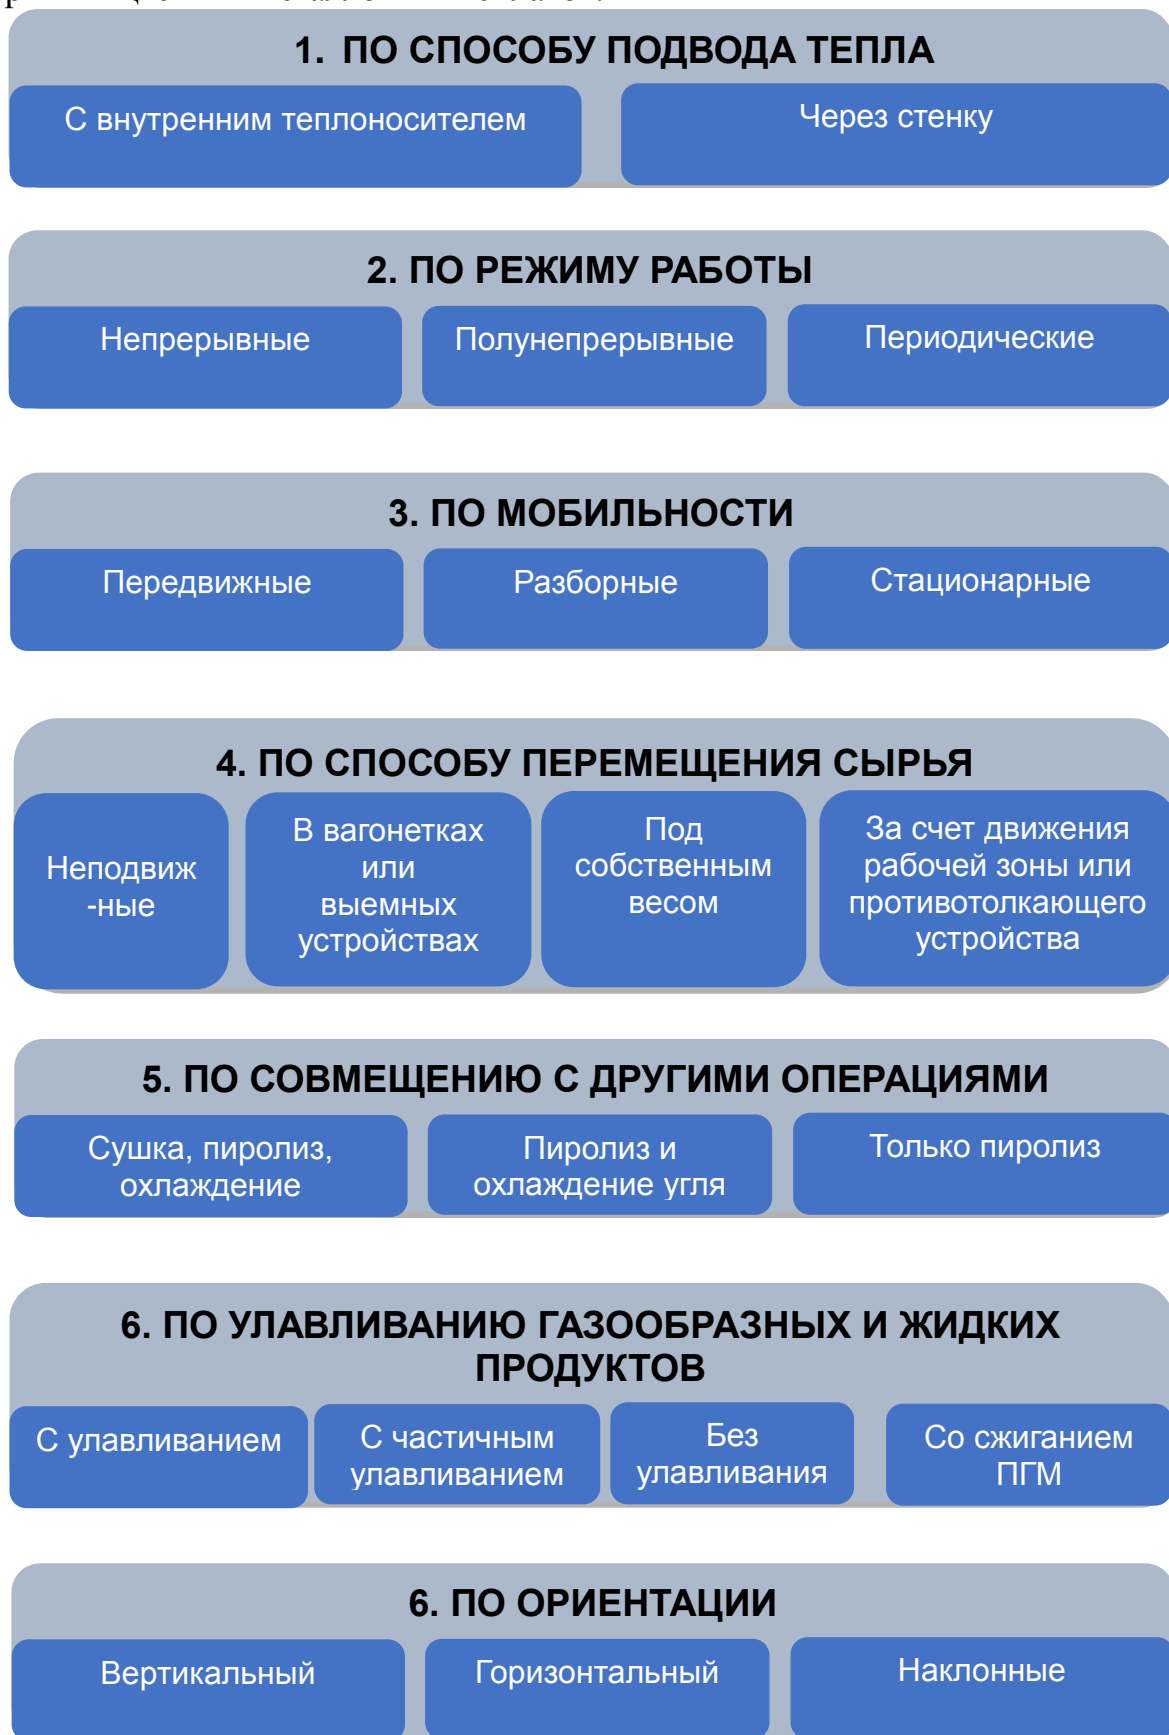 1. ПО СПОСОБУ ПОДВОДА ТЕПЛА
С внутренним теплоносителем
Через стенку
2. ПО РЕЖИМУ РАБОТЫ
Непрерывные
Полунепрерывные
Периодические
3. ПО МОБИЛЬНОСТИ
Передвижные
Разборные
Стационарные
4. ПО СПОСОБУ ПЕРЕМЕЩЕНИЯ СЫРЬЯ
Неподвиж
-ные
В вагонетках
или
выемных
устройствах
Под
собственным
весом
За счет движения
рабочей зоны или
противотолкающего
устройства
5. ПО СОВМЕЩЕНИЮ С ДРУГИМИ ОПЕРАЦИЯМИ
Сушка, пиролиз,
охлаждение
Пиролиз и
охлаждение угля
Только пиролиз
6. ПО УЛАВЛИВАНИЮ ГАЗООБРАЗНЫХ И ЖИДКИХ
ПРОДУКТОВ
С улавливанием
С частичным
улавливанием
Без
улавливания
Со сжиганием
ПГМ
6. ПО ОРИЕНТАЦИИ
Вертикальный
Горизонтальный
Наклонные